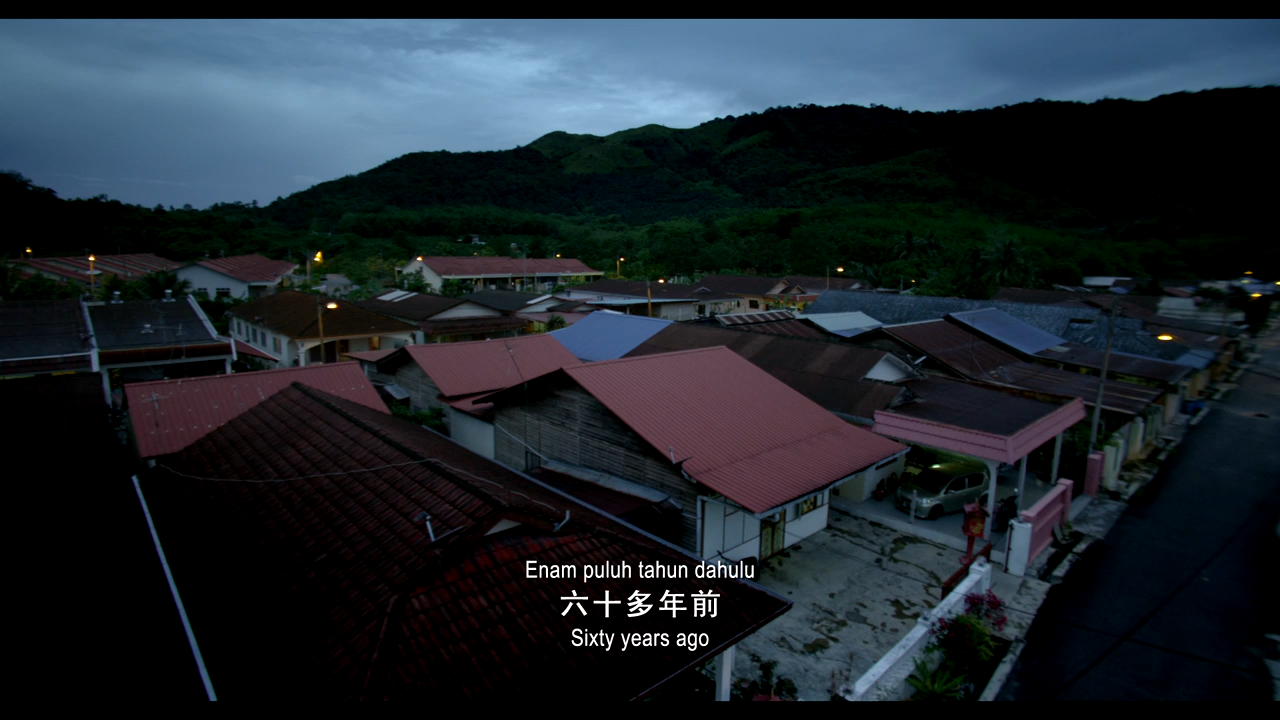 Enam puluh tahun dahulu
六十多年前
Sixty years ago